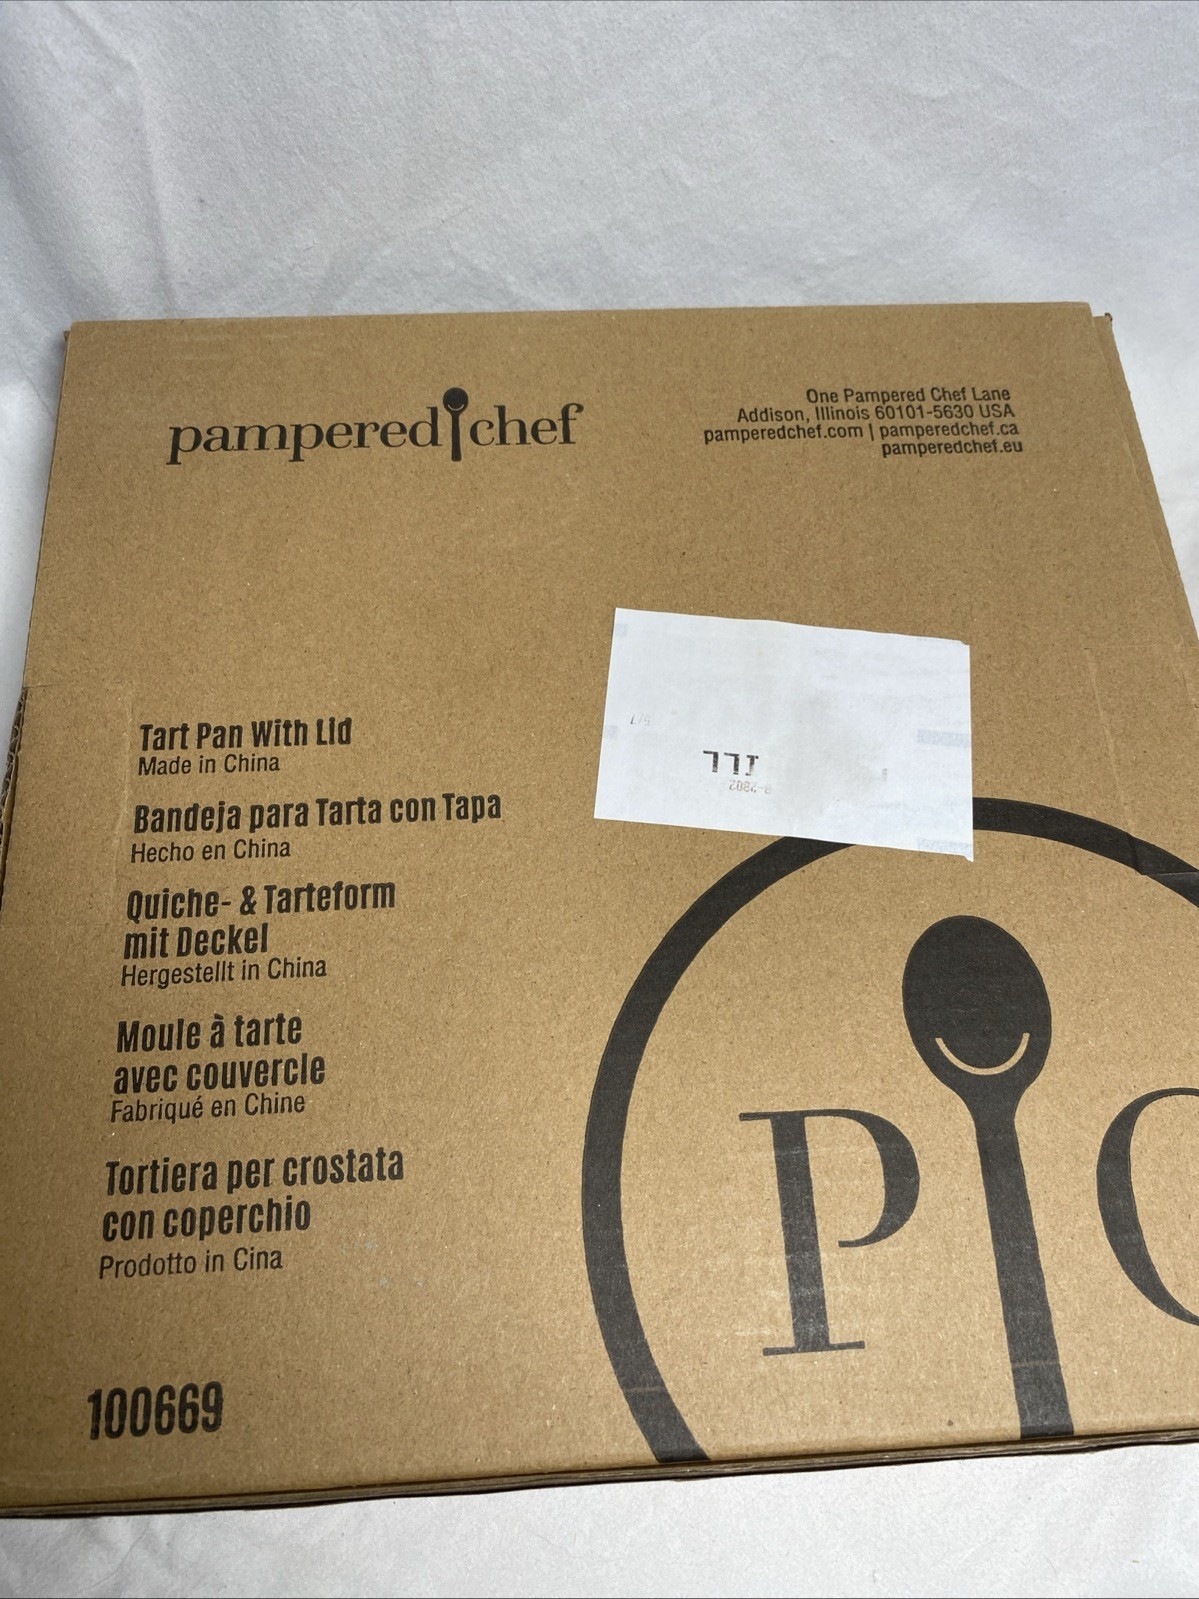 pampered chef
One Pampered Chef Lane
Addison, Illinois 60101-5630 USA
pamperedchef.com | pamperedchef.ca
pamperedchef.eu
Tart Pan With Lid
Made in China
Bandeja para Tarta con Tapa
Hecho en China
Quiche- & Tarteform
mit Deckel
Hergestellt in China
Moule à tarte
avec couvercle
Fabriqué en Chine
Tortiera per crostata
con coperchio
Prodotto in Cina
100669
P C